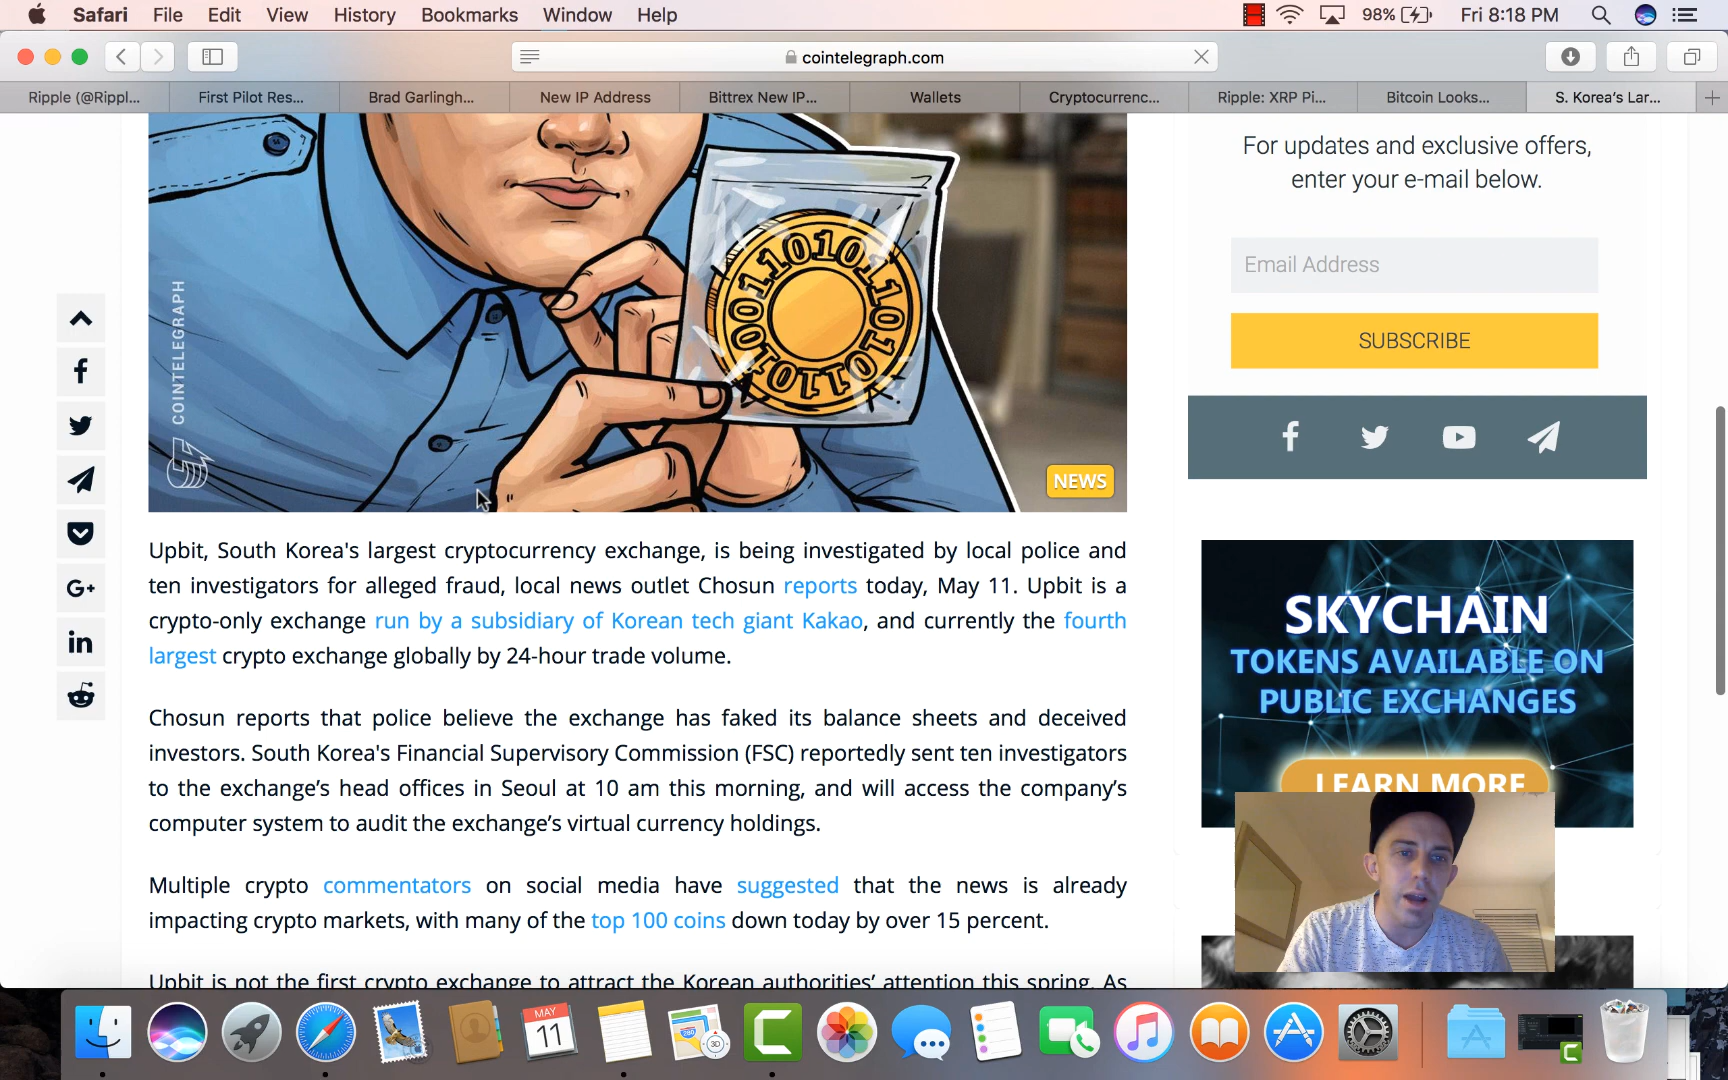 Safari File Edit View History Bookmarks Window Help 98% Fri 8:18 PM
cointelegraph.com
Ripple (@Rippl... First Pilot Res... Brad Garlingh... New IP Address Bittrex New IP... Wallets Cryptocurrenc... Ripple: XRP Pi... Bitcoin Looks... S. Korea's Lar...
COINTELEGRAPH
NEWS
Upbit, South Korea's largest cryptocurrency exchange, is being investigated by local police and
ten investigators for alleged fraud, local news outlet Chosun reports today, May 11. Upbit is a
crypto-only exchange run by a subsidiary of Korean tech giant Kakao, and currently the fourth
largest crypto exchange globally by 24-hour trade volume.
Chosun reports that police believe the exchange has faked its balance sheets and deceived
investors. South Korea's Financial Supervisory Commission (FSC) reportedly sent ten investigators
to the exchange’s head offices in Seoul at 10 am this morning, and will access the company’s
computer system to audit the exchange’s virtual currency holdings.
Multiple crypto commentators on social media have suggested that the news is already
impacting crypto markets, with many of the top 100 coins down today by over 15 percent.
Upbit is not the first crypto exchange to attract the Korean authorities’ attention this spring. As
For updates and exclusive offers,
enter your e-mail below.
Email Address
SUBSCRIBE
SKYCHAIN
TOKENS AVAILABLE ON
PUBLIC EXCHANGES
LEARN MORE
MAY
11
280
3D